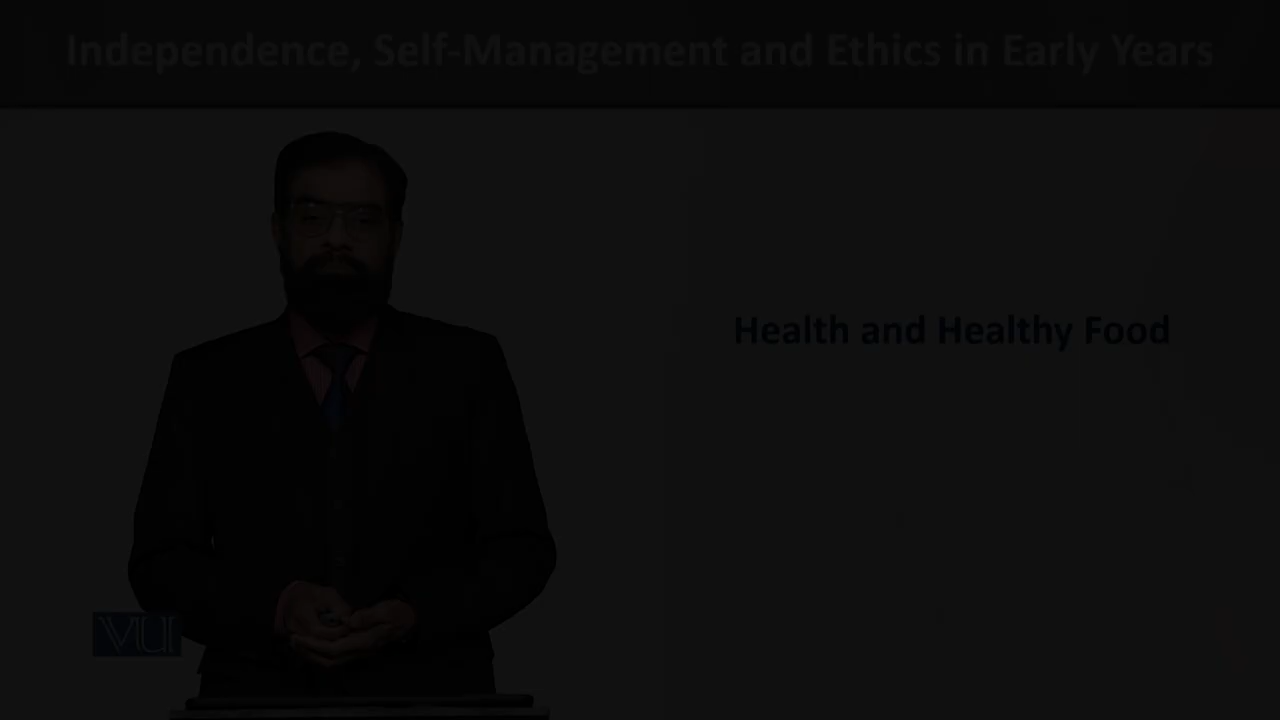 Independence, Self-Management and Ethics in Early Years
Health and Healthy Food
VU